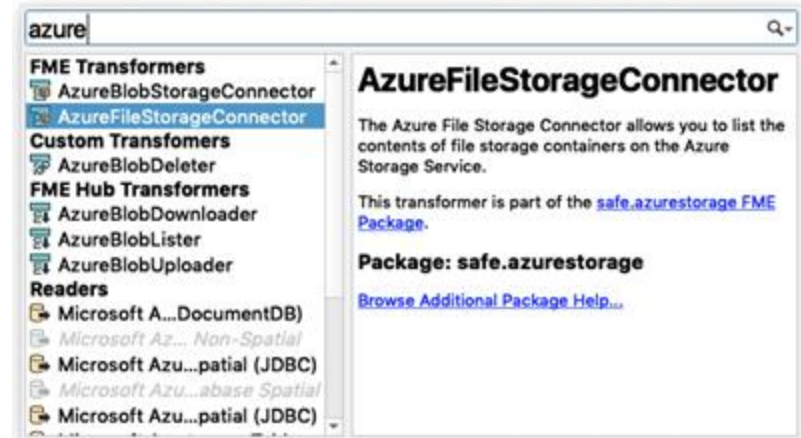 azure
FME Transformers
AzureBlobStorageConnector
AzureFileStorageConnector
Custom Transfomers
AzureBlobDeleter
FME Hub Transformers
AzureBlobDownloader
AzureBlobLister
AzureBlobUploader
Readers
Microsoft A...DocumentDB)
Microsoft Az... Non-Spatial
Microsoft Azu...patial (JDBC)
Microsoft Azu...abase Spatial
Microsoft Azu...patial (JDBC)
AzureFileStorageConnector
The Azure File Storage Connector allows you to list the
contents of file storage containers on the Azure
Storage Service.
This transformer is part of the safe.azurestorage FME
Package.
Package: safe.azurestorage
Browse Additional Package Help...